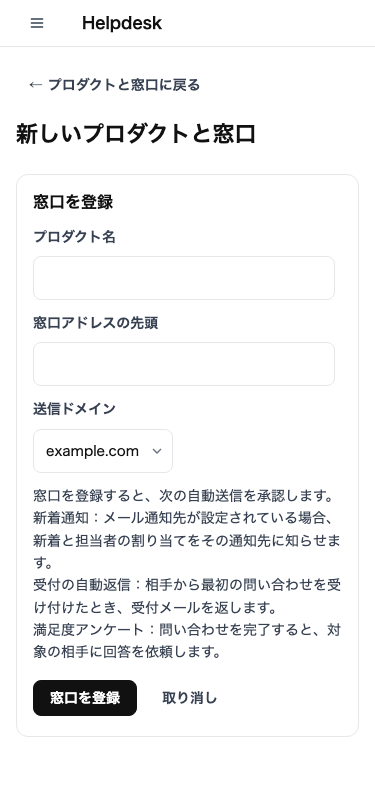 Helpdesk
← プロダクトと窓口に戻る
新しいプロダクトと窓口
窓口を登録
プロダクト名
窓口アドレスの先頭
送信ドメイン
example.com
窓口を登録すると、次の自動送信を承認します。
新着通知：メール通知先が設定されている場合、
新着と担当者の割り当てをその通知先に知らせま
す。
受付の自動返信：相手から最初の問い合わせを受
け付けたとき、受付メールを返します。
満足度アンケート：問い合わせを完了すると、対
象の相手に回答を依頼します。
窓口を登録 取り消し